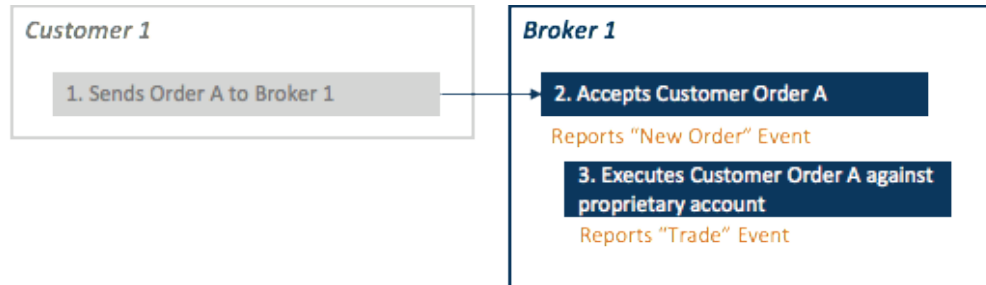 Customer 1
1. Sends Order A to Broker 1
Broker 1
2. Accepts Customer Order A
Reports “New Order” Event
3. Executes Customer Order A against
proprietary account
Reports “Trade” Event